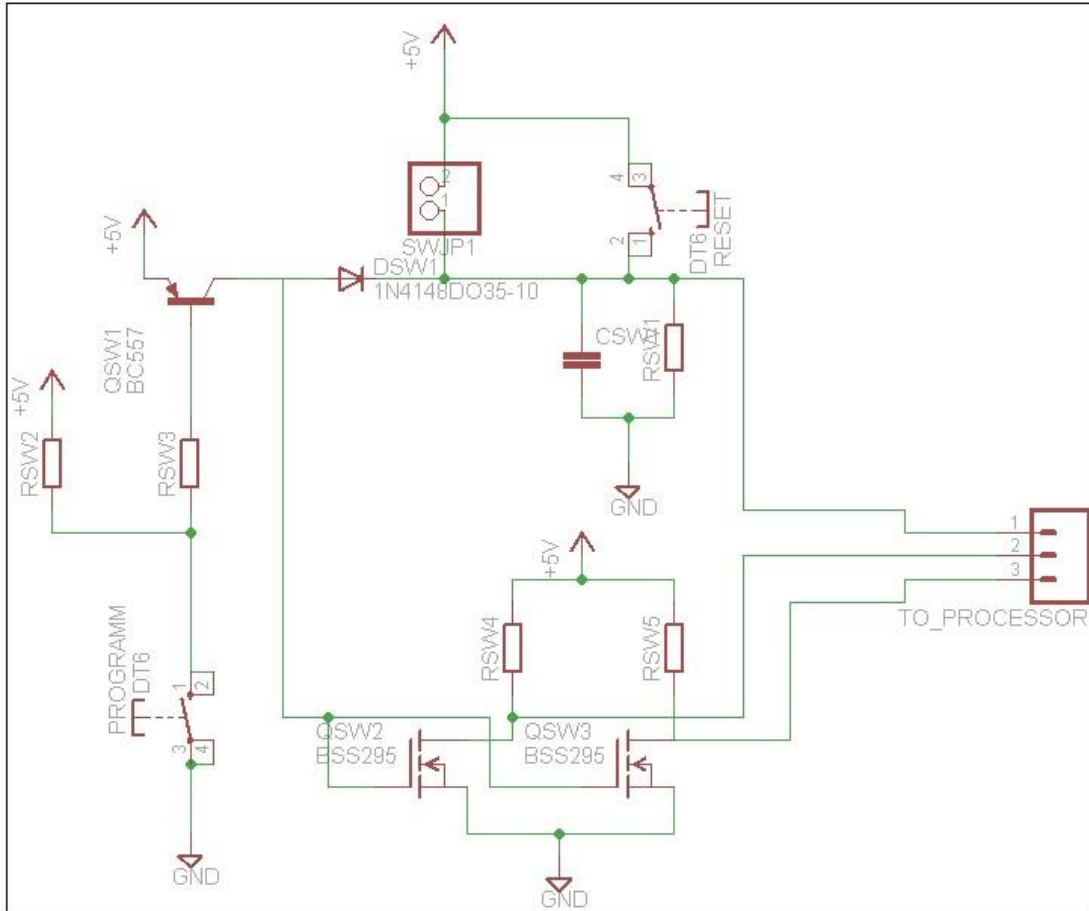 +5V
2
1
SWJP1
4
3
2
1
DT6
RESET
+5V
DSW1
1N4148DO35-10
QSW1
BC557
CSW1
RSW1
+5V
RSW2
RSW3
GND
+5V
RSW4
RSW5
1
2
3
TO_PROCESSOR
PROGRAMM
DT6
1
2
3
4
QSW2
BSS295
QSW3
BSS295
GND
GND